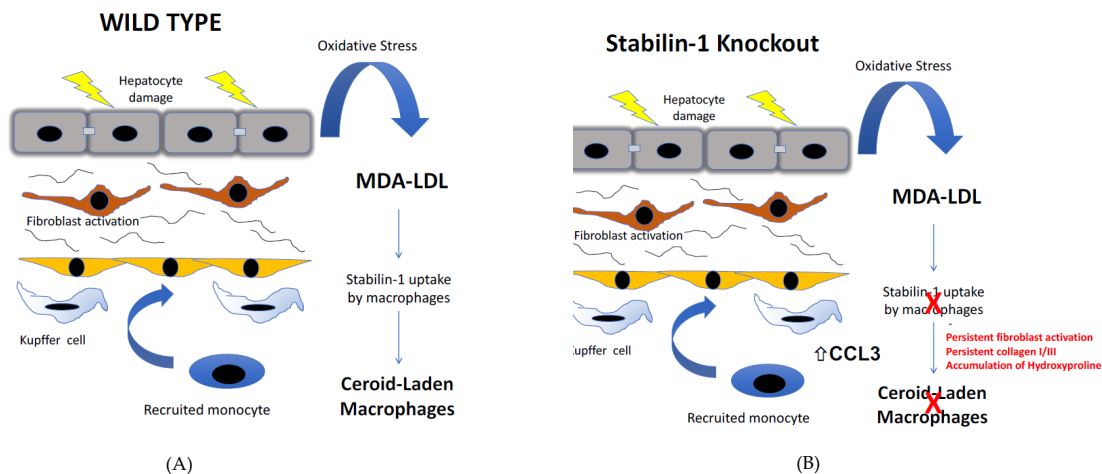 WILD TYPE
Oxidative Stress
Hepatocyte
damage
MDA-LDL
Fibroblast activation
Stabilin-1 uptake
by macrophages
Kupffer cell
Ceroid-Laden
Macrophages
Recruited monocyte
(A)
Stabilin-1 Knockout
Oxidative Stress
Hepatocyte
damage
MDA-LDL
Fibroblast activation
Stabilin-1 uptake
by macrophages
Persistent fibroblast activation
Persistent collagen I/III
Accumulation of Hydroxyproline
Kupffer cell
⇧CCL3
Ceroid-Laden
Macrophages
Recruited monocyte
(B)